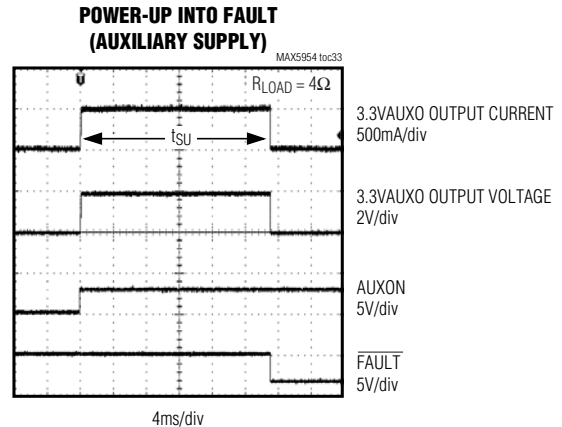 POWER-UP INTO FAULT
(AUXILIARY SUPPLY)
MAX5954 toc33
RLOAD = 4Ω
3.3VAUXO OUTPUT CURRENT
500mA/div
tSU
3.3VAUXO OUTPUT VOLTAGE
2V/div
AUXON
5V/div
FAULT
5V/div
4ms/div